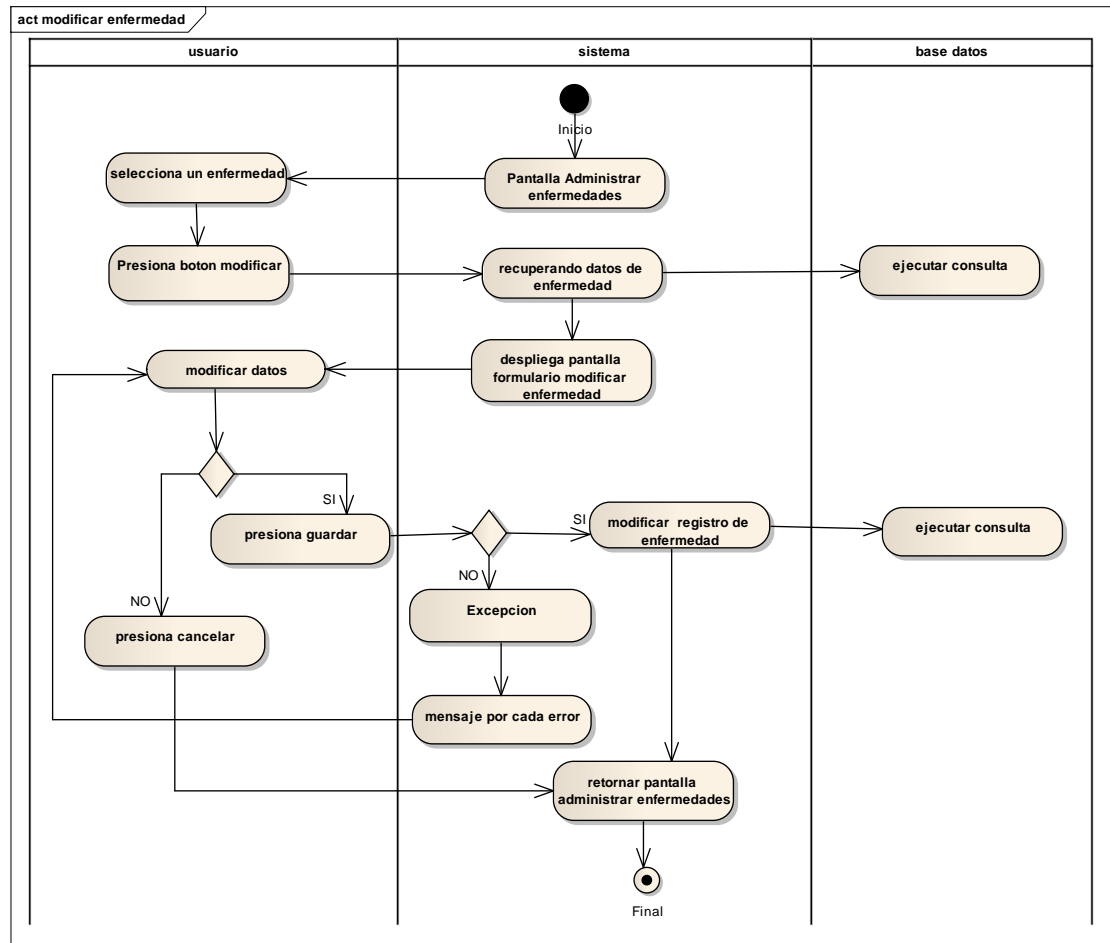 act modificar enfermedad
usuario
sistema
base datos
Inicio
selecciona un enfermedad
Pantalla Administrar
enfermedades
Presiona boton modificar
recuperando datos de
enfermedad
ejecutar consulta
modificar datos
despliega pantalla
formulario modificar
enfermedad
SI
presiona guardar
SI
modificar registro de
enfermedad
ejecutar consulta
NO
Excepcion
NO
presiona cancelar
mensaje por cada error
retornar pantalla
administrar enfermedades
Final